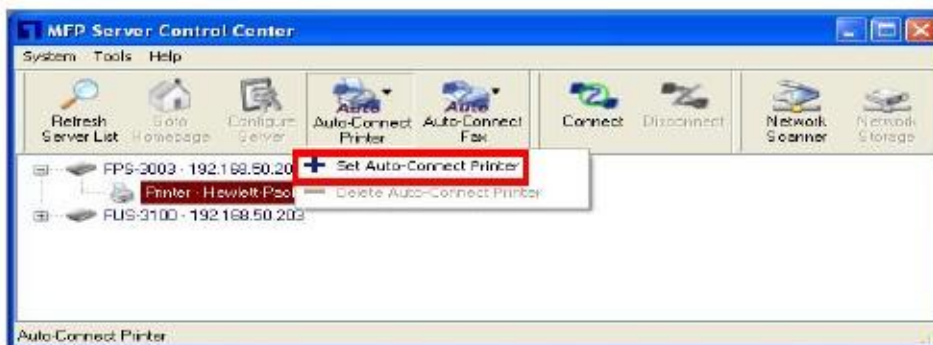 MFP Server Control Center
System Tools Help
Refresh Server List
Goto Homepage
Configure Server
Auto
Auto-Connect Printer
Auto
Auto-Connect Fax
Connect
Disconnect
Network Scanner
Network Storage
FPS-3003 - 192.168.50.20
Set Auto-Connect Printer
Printer - Hewlett-Pac
Delete Auto-Connect Printer
FUS-3100 - 192.168.50.203
Auto-Connect Printer